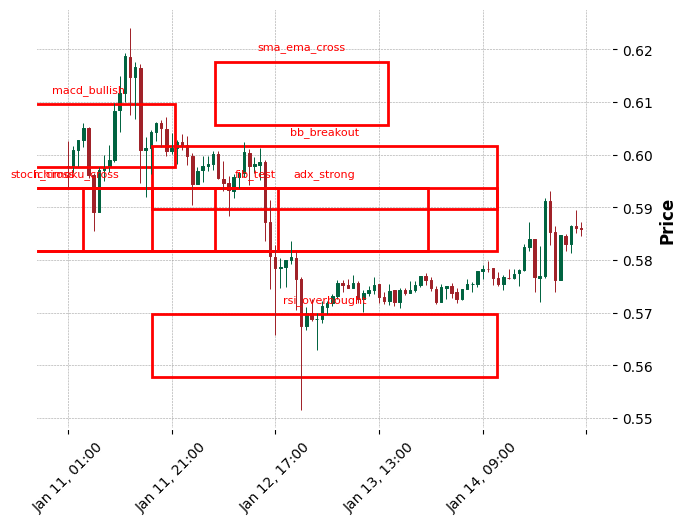 sma_ema_cross
macd_bullish
bb_breakout
fib_test
adx_strong
rsi_overbought
0.62
0.61
0.60
0.59
0.58
0.57
0.56
0.55
Price
Jan 11, 01:00
Jan 11, 21:00
Jan 12, 17:00
Jan 13, 13:00
Jan 14, 09:00